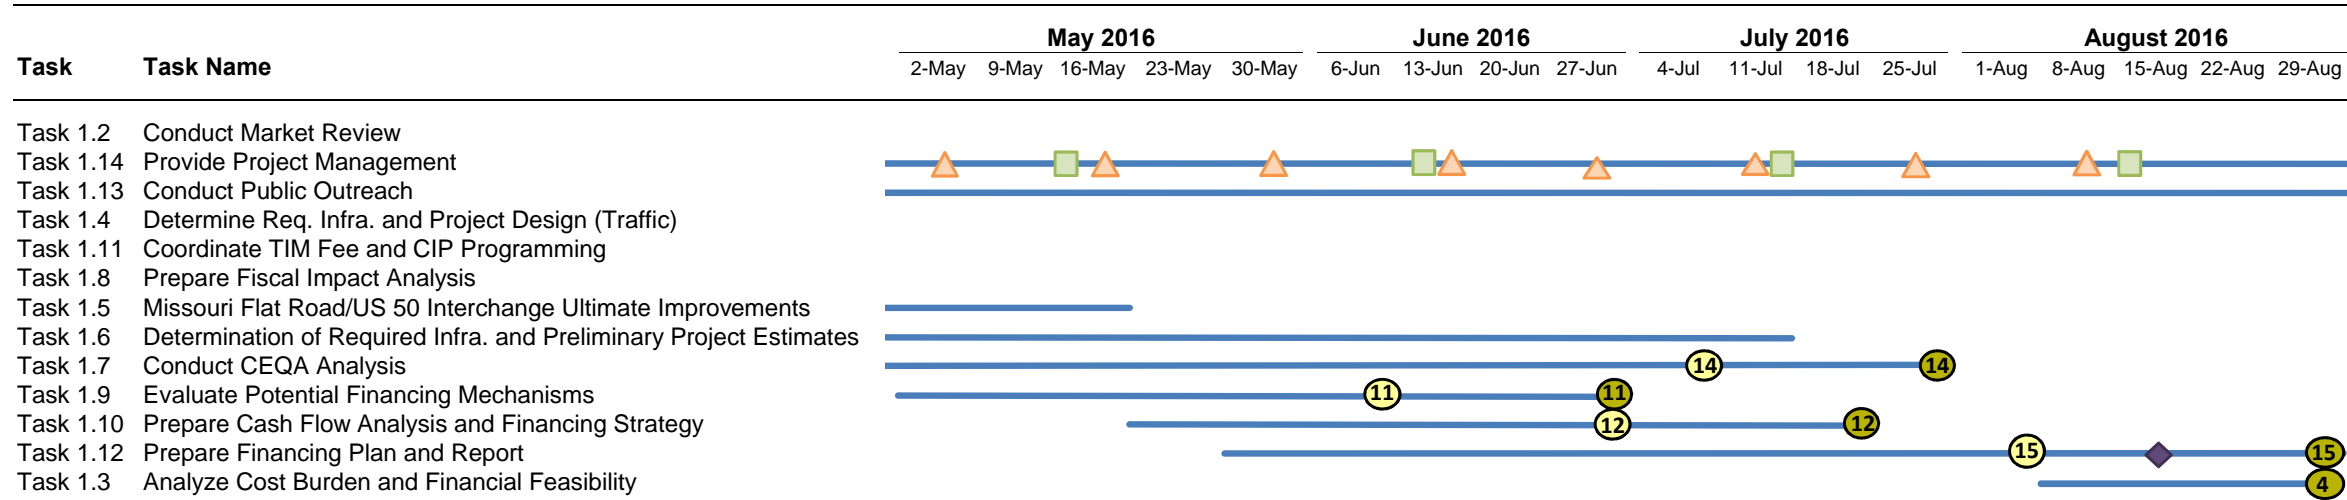 May 2016 June 2016 July 2016 August 2016
Task Task Name 2-May 9-May 16-May 23-May 30-May 6-Jun 13-Jun 20-Jun 27-Jun 4-Jul 11-Jul 18-Jul 25-Jul 1-Aug 8-Aug 15-Aug 22-Aug 29-Aug
Task 1.2 Conduct Market Review
Task 1.14 Provide Project Management
Task 1.13 Conduct Public Outreach
Task 1.4 Determine Req. Infra. and Project Design (Traffic)
Task 1.11 Coordinate TIM Fee and CIP Programming
Task 1.8 Prepare Fiscal Impact Analysis
Task 1.5 Missouri Flat Road/US 50 Interchange Ultimate Improvements
Task 1.6 Determination of Required Infra. and Preliminary Project Estimates
Task 1.7 Conduct CEQA Analysis 14 14
Task 1.9 Evaluate Potential Financing Mechanisms 11 11
Task 1.10 Prepare Cash Flow Analysis and Financing Strategy 12 12
Task 1.12 Prepare Financing Plan and Report 15 15
Task 1.3 Analyze Cost Burden and Financial Feasibility 4